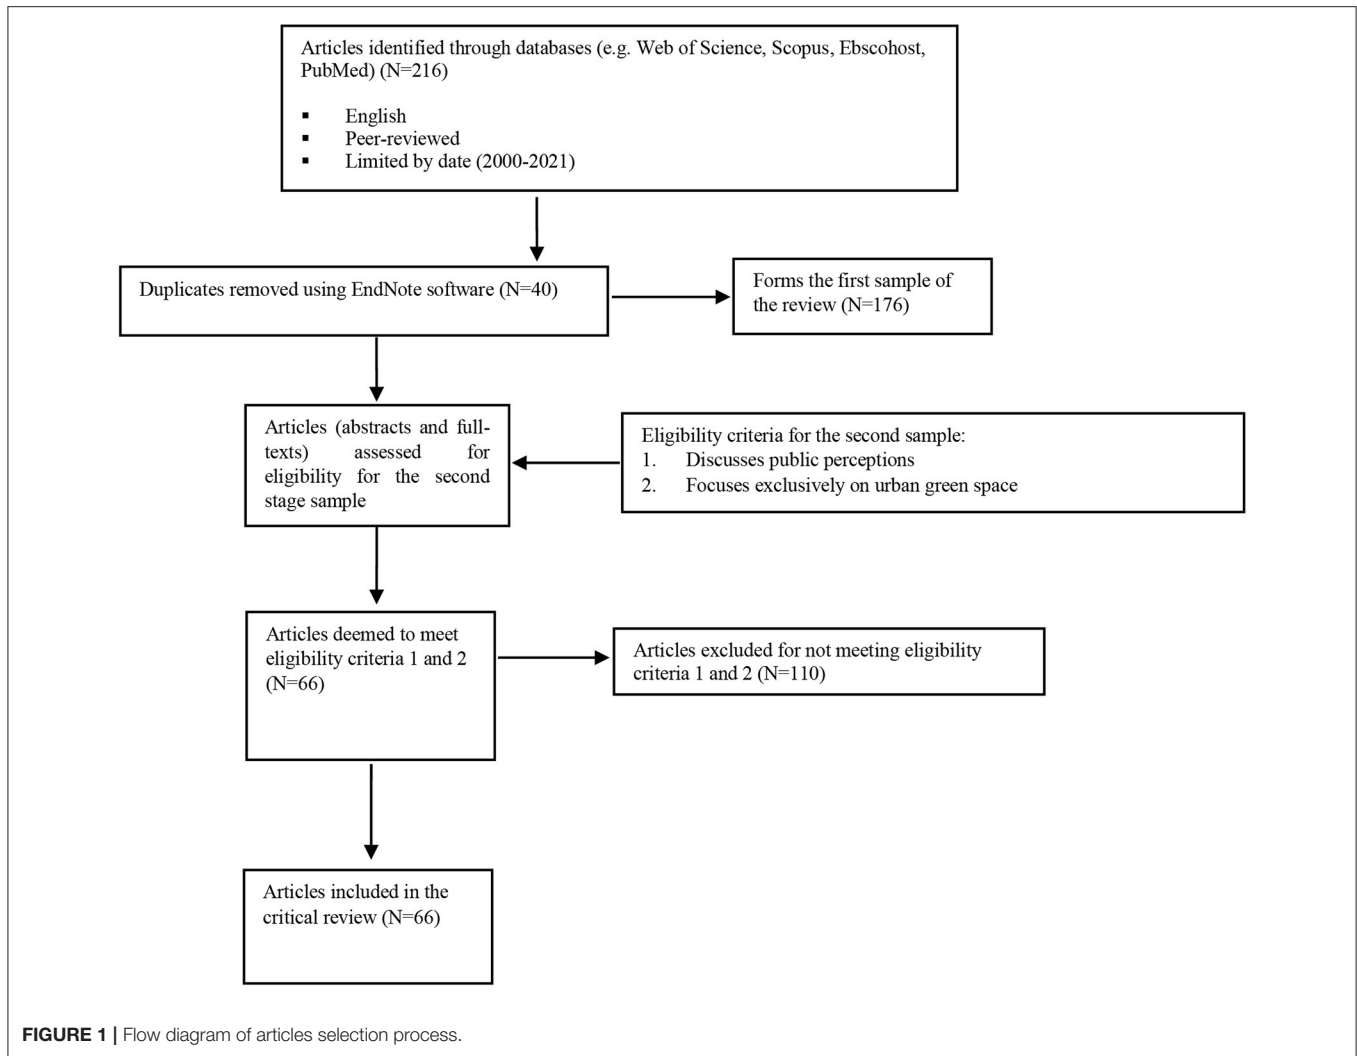 Articles identified through databases (e.g. Web of Science, Scopus, Ebscohost,
PubMed) (N=216)
▪ English
▪ Peer-reviewed
▪ Limited by date (2000-2021)
Duplicates removed using EndNote software (N=40)
Forms the first sample of
the review (N=176)
Articles (abstracts and full-
texts) assessed for
eligibility for the second
stage sample
Eligibility criteria for the second sample:
1. Discusses public perceptions
2. Focuses exclusively on urban green space
Articles deemed to meet
eligibility criteria 1 and 2
(N=66)
Articles excluded for not meeting eligibility
criteria 1 and 2 (N=110)
Articles included in the
critical review (N=66)
FIGURE 1 | Flow diagram of articles selection process.